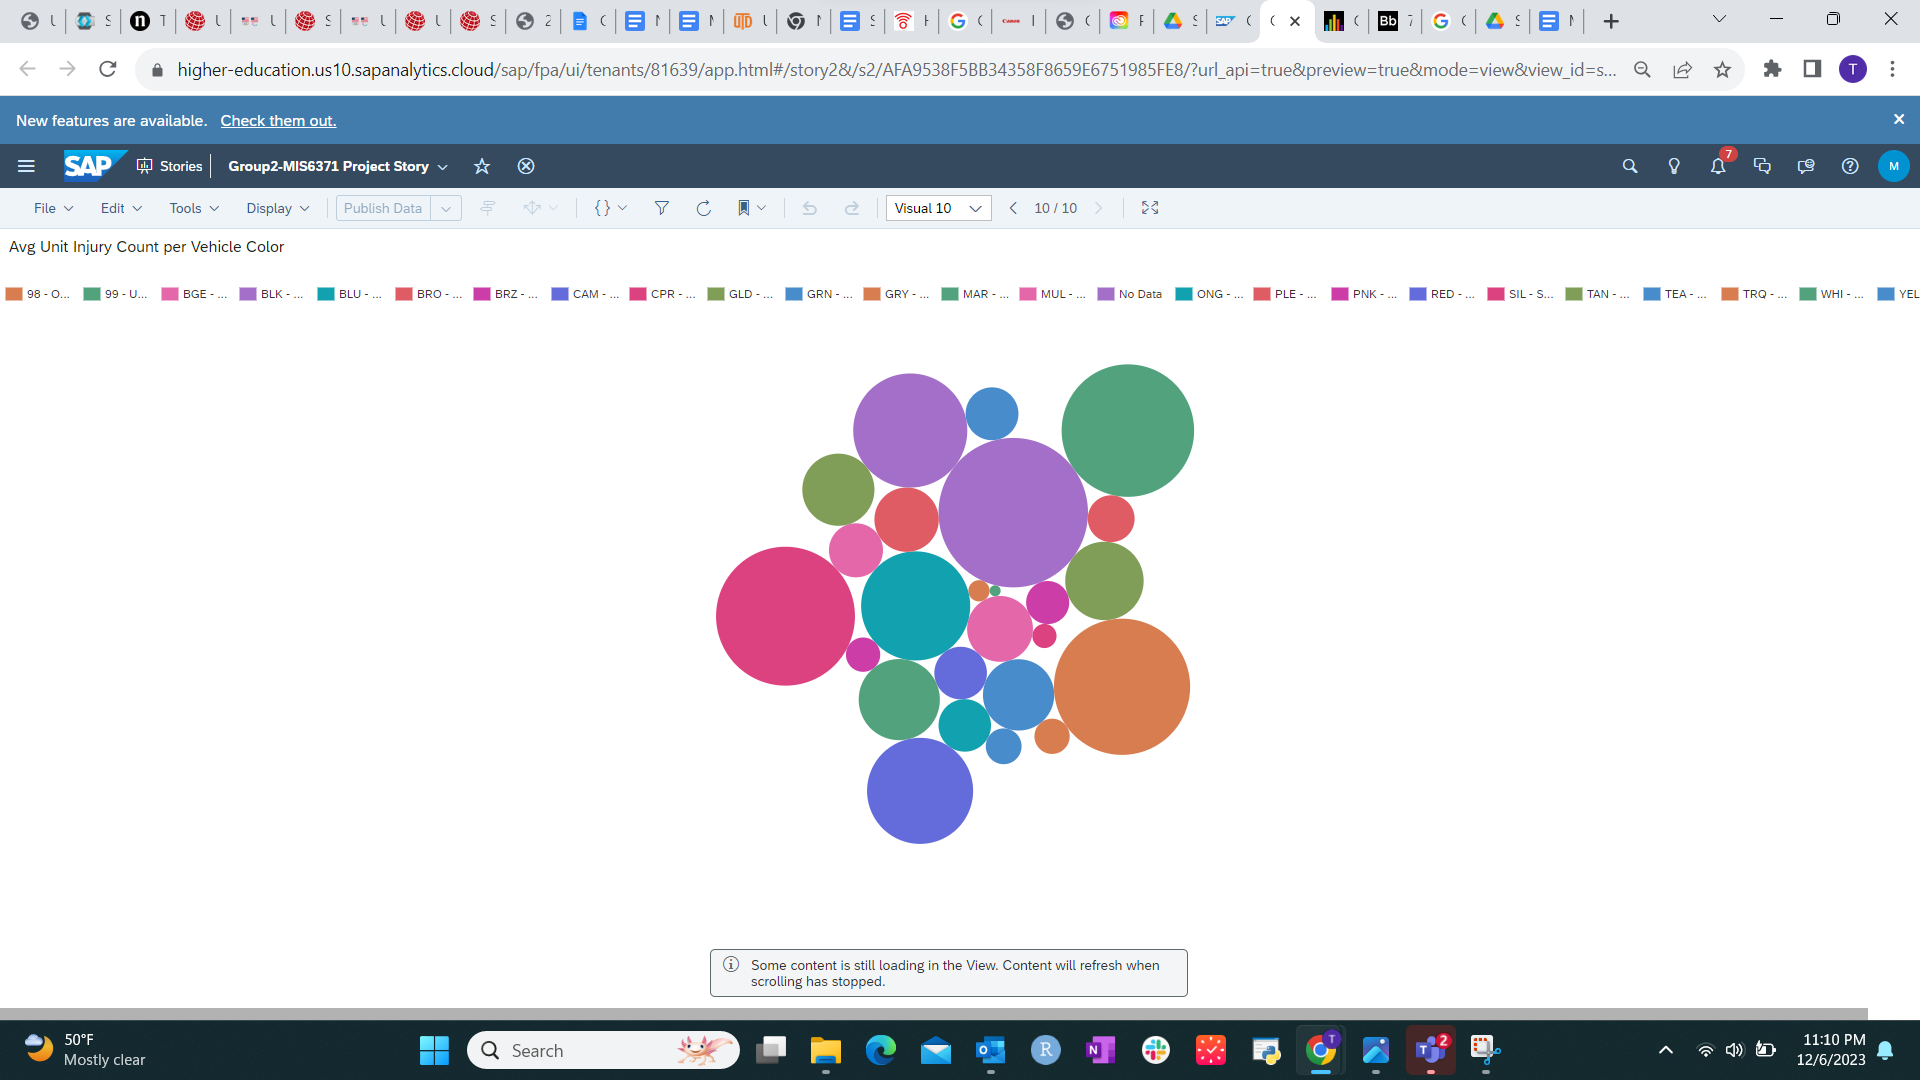 higher-education.us10.sapanalytics.cloud/sap/fpa/ui/tenants/81639/app.html#/story2&/s2/AFA9538F5BB34358F8659E6751985FE8/?url_api=true&preview=true&mode=view&view_id=s...
T
New features are available. Check them out.
SAP Stories Group2-MIS6371 Project Story 7 M
File Edit Tools Display Publish Data {} Visual 10 10 / 10
Avg Unit Injury Count per Vehicle Color
98 - O... 99 - U... BGE - ... BLK - ... BLU - ... BRO - ... BRZ - ... CAM - ... CPR - ... GLD - ... GRN - ... GRY - ... MAR - ... MUL - ... No Data ONG - ... PLE - ... PNK - ... RED - ... SIL - S... TAN - ... TEA - ... TRQ - ... WHI - ... YEL
Some content is still loading in the View. Content will refresh when
scrolling has stopped.
50°F
Mostly clear
Search
11:10 PM
12/6/2023